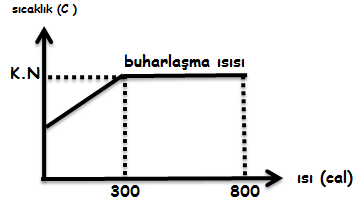 sıcaklık (C )
K.N
buharlaşma ısısı
300
800
ısı (cal)